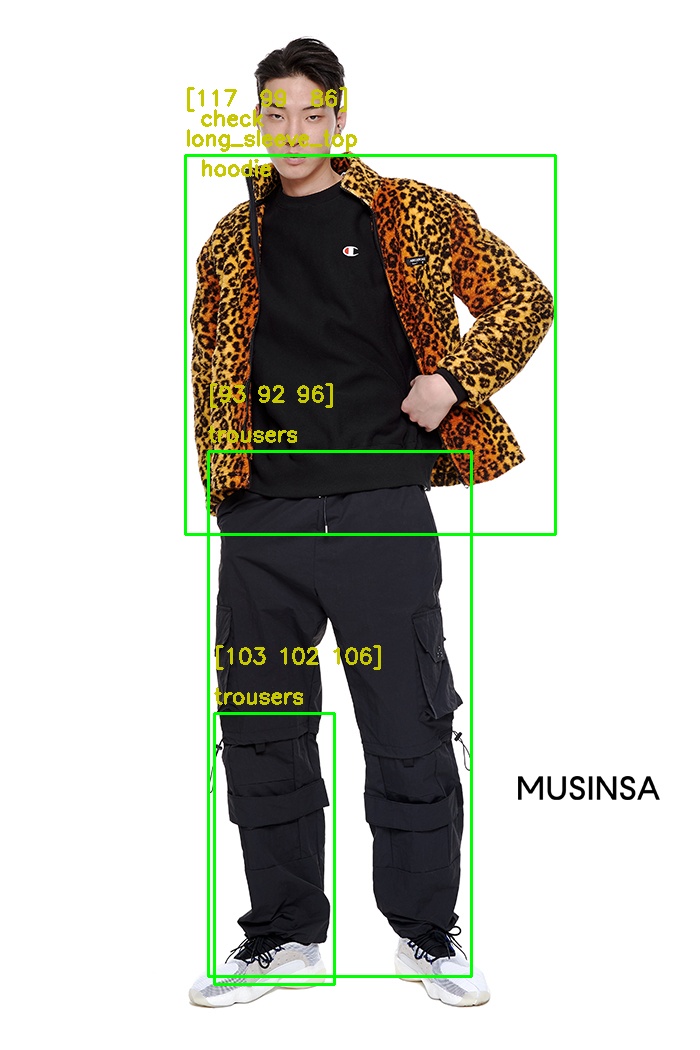 [117 99 86]
check
long_sleeve_top
hoodie
[93 92 96]
trousers
[103 102 106]
trousers
MUSINSA